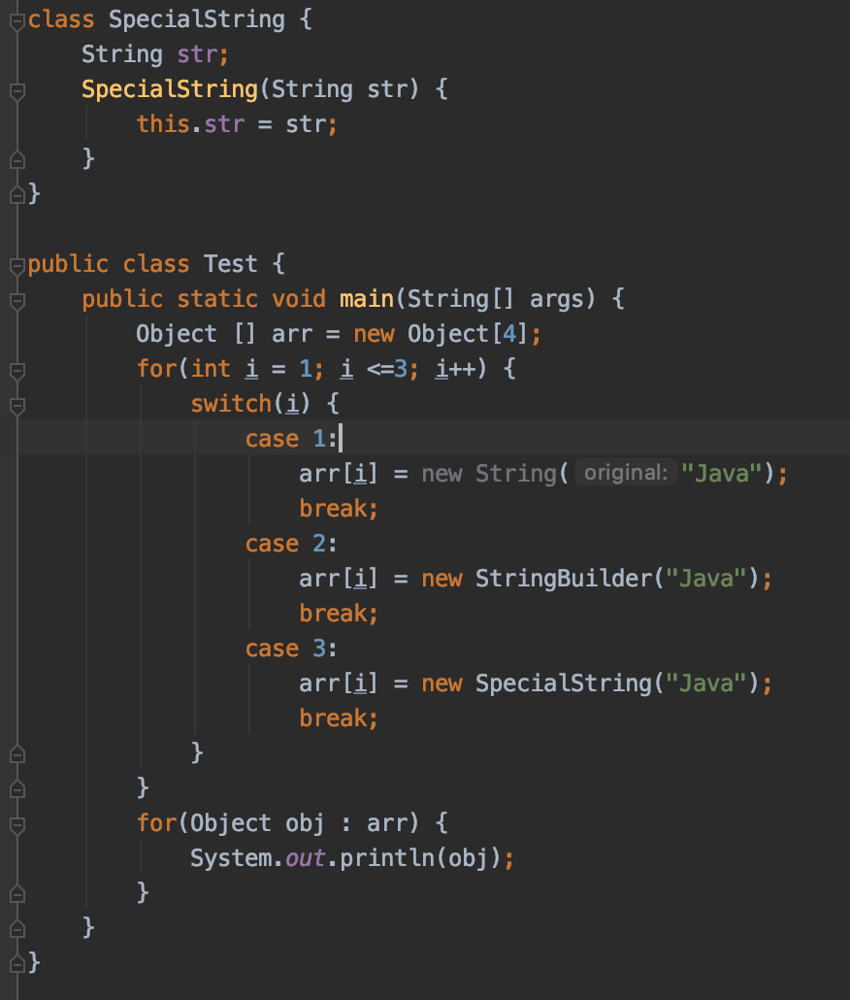 class SpecialString {
    String str;
    SpecialString(String str) {
        this.str = str;
    }
}

public class Test {
    public static void main(String[] args) {
        Object [] arr = new Object[4];
        for(int i = 1; i <=3; i++) {
            switch(i) {
                case 1:
                    arr[i] = new String( original: "Java");
                    break;
                case 2:
                    arr[i] = new StringBuilder("Java");
                    break;
                case 3:
                    arr[i] = new SpecialString("Java");
                    break;
            }
        }
        for(Object obj : arr) {
            System.out.println(obj);
        }
    }
}